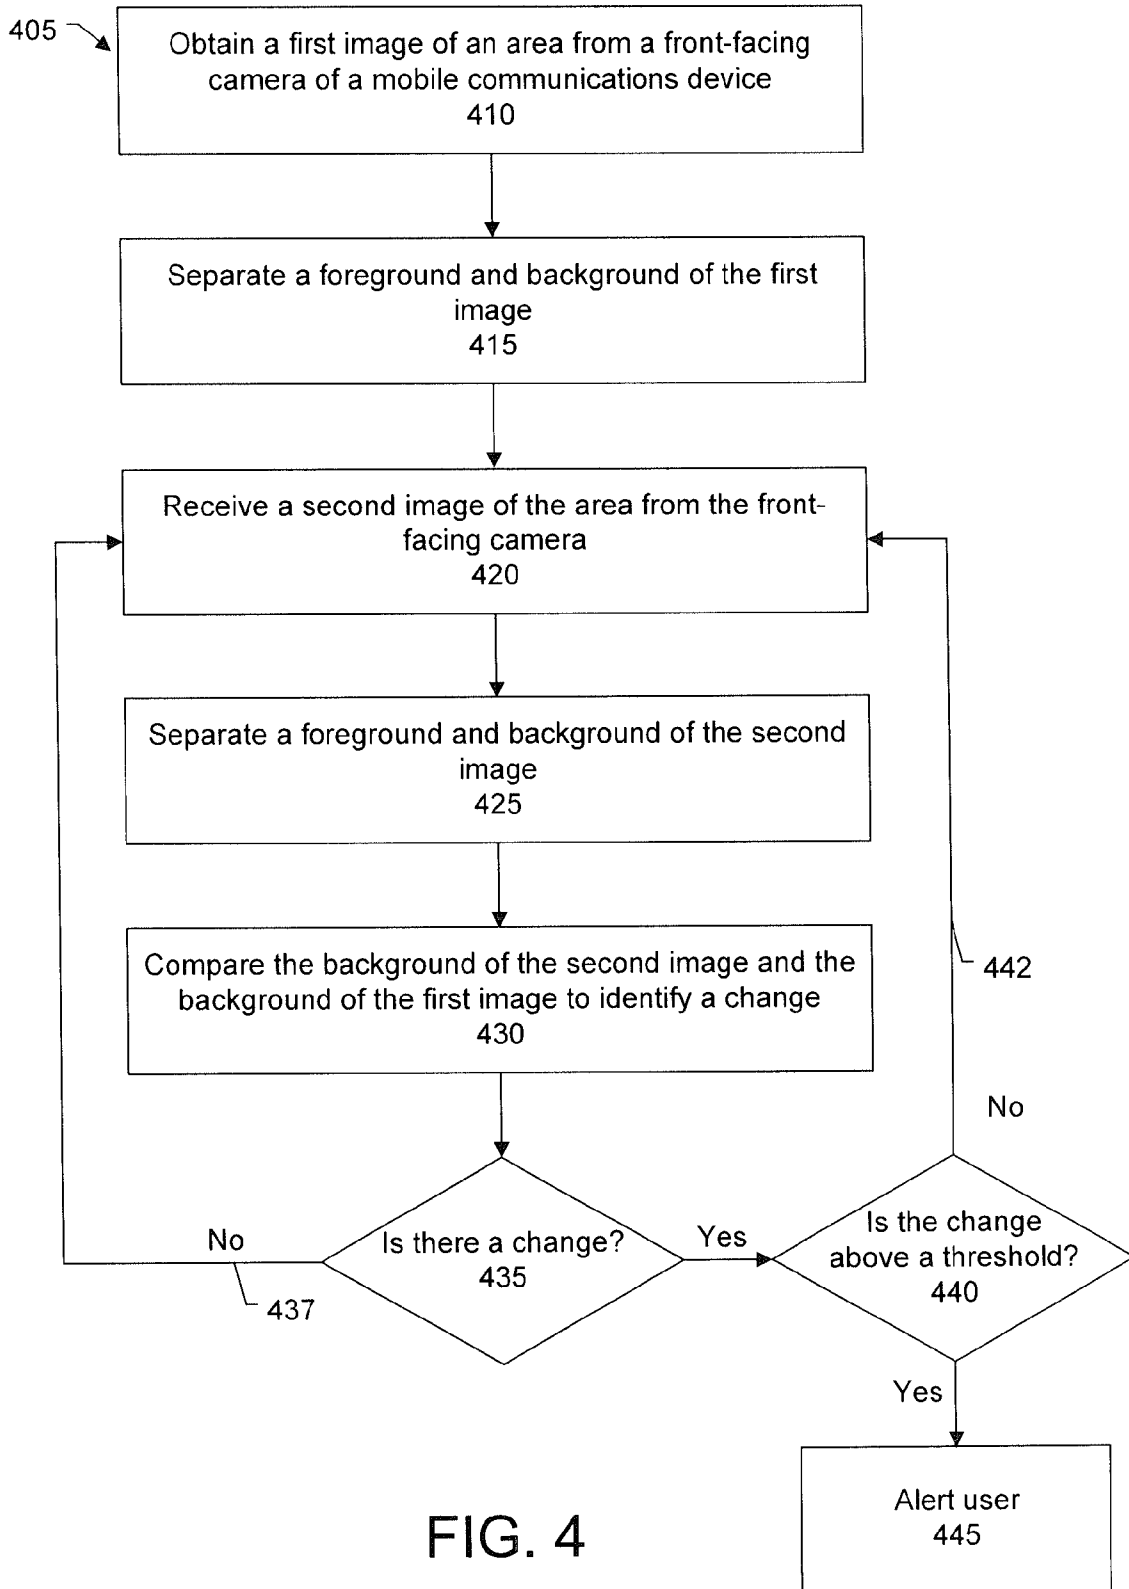 405
Obtain a first image of an area from a front-facing
camera of a mobile communications device
410
Separate a foreground and background of the first
image
415
Receive a second image of the area from the front-
facing camera
420
Separate a foreground and background of the second
image
425
Compare the background of the second image and the
background of the first image to identify a change
430
442
No
Is there a change?
435
Yes
No
437
Is the change
above a threshold?
440
Yes
Alert user
445
FIG. 4